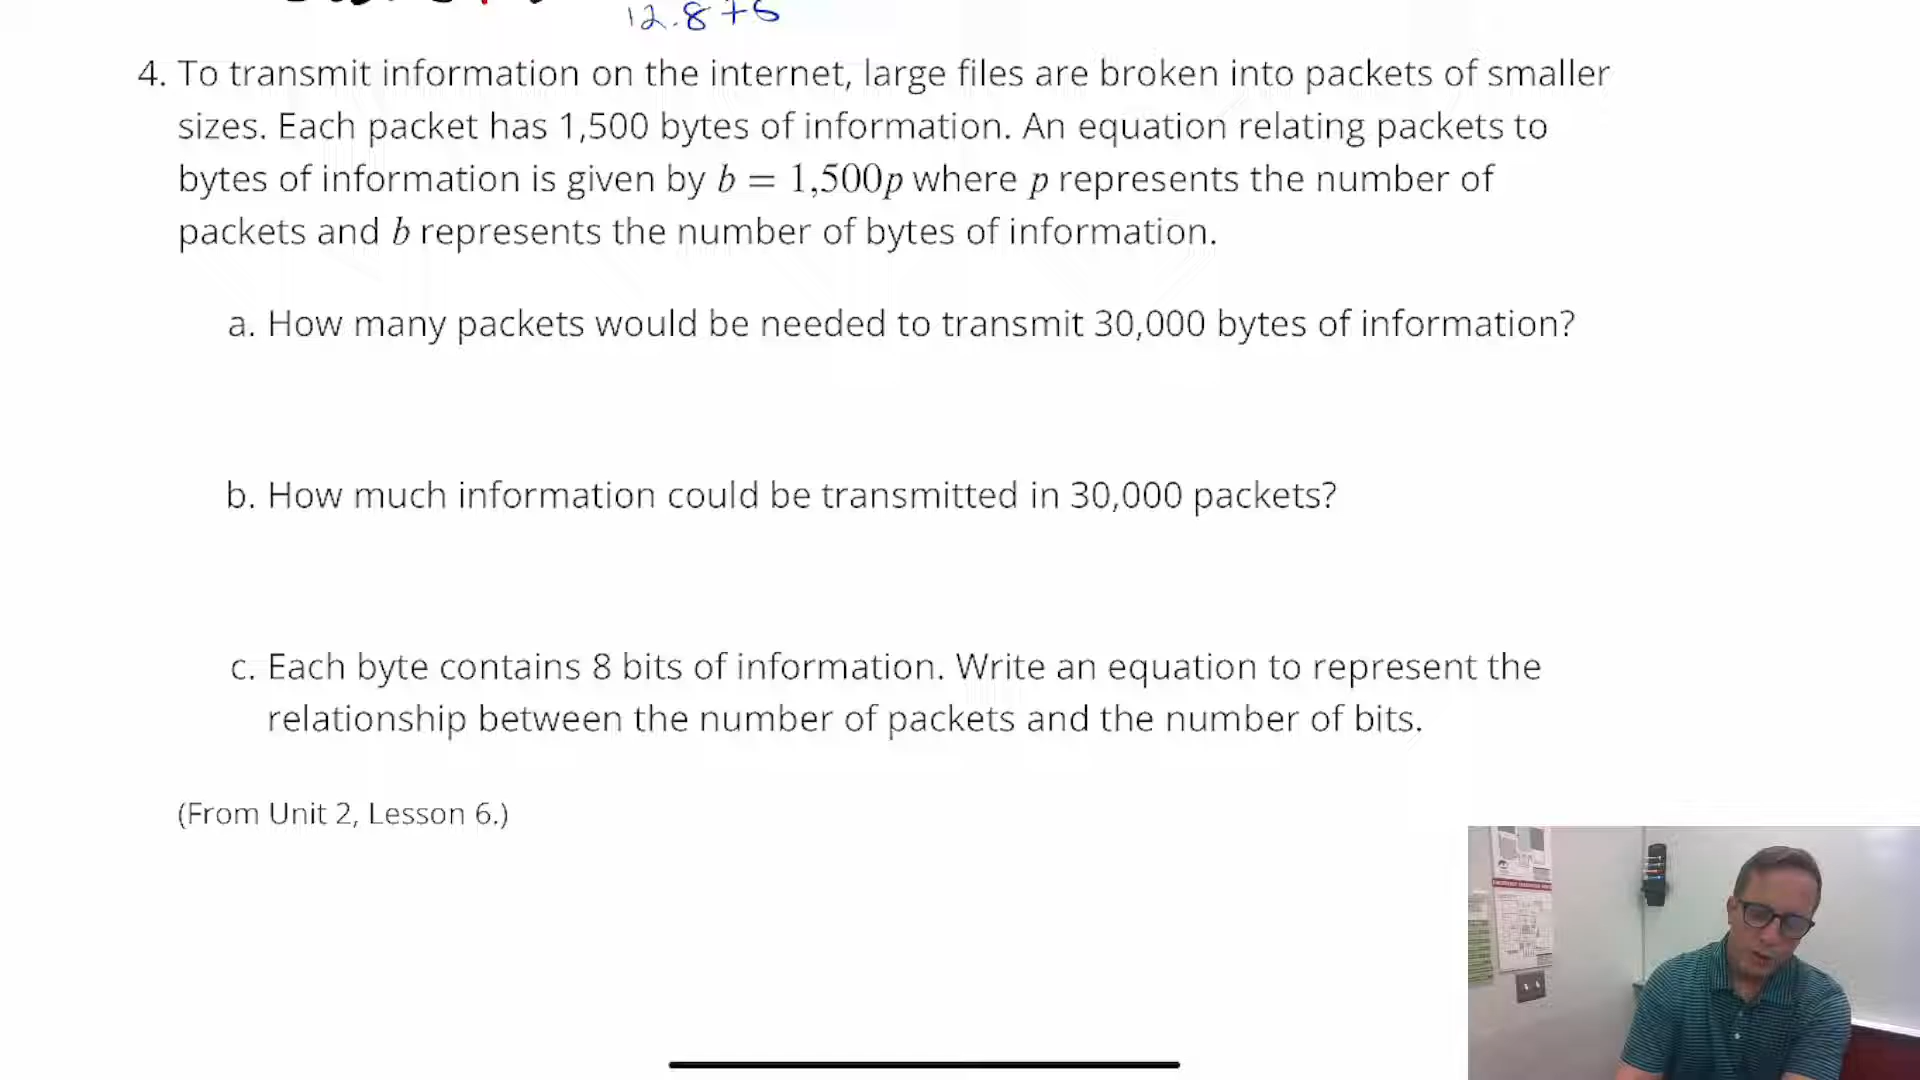 12.8+6
4. To transmit information on the internet, large files are broken into packets of smaller
sizes. Each packet has 1,500 bytes of information. An equation relating packets to
bytes of information is given by b = 1,500p where p represents the number of
packets and b represents the number of bytes of information.
a. How many packets would be needed to transmit 30,000 bytes of information?
b. How much information could be transmitted in 30,000 packets?
c. Each byte contains 8 bits of information. Write an equation to represent the
relationship between the number of packets and the number of bits.
(From Unit 2, Lesson 6.)